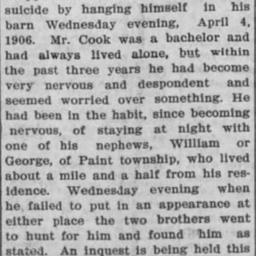 suicide by hanging himself in his
barn Wednesday evening, April 4,
1906. Mr. Cook was a bachelor and
had always lived alone, but within
the past three years he had become
very nervous and despondent and
seemed worried over something. He
had been in the habit, since becoming
nervous, of staying at night with
one of his nephews, William or
George, of Paint township, who lived
about a mile and a half from his res-
idence. Wednesday evening when
he failed to put in an appearance at
either place the two brothers went
to hunt for him and found him as
stated. An inquest is being held this